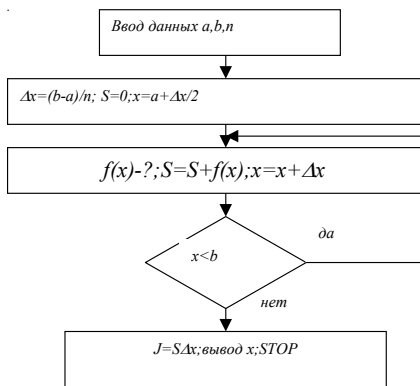 Ввод данных a,b,n
Δx=(b-a)/n; S=0;x=a+Δx/2
f(x)-?;S=S+f(x);x=x+Δx
да
x<b
нет
J=SΔx;вывод x;STOP